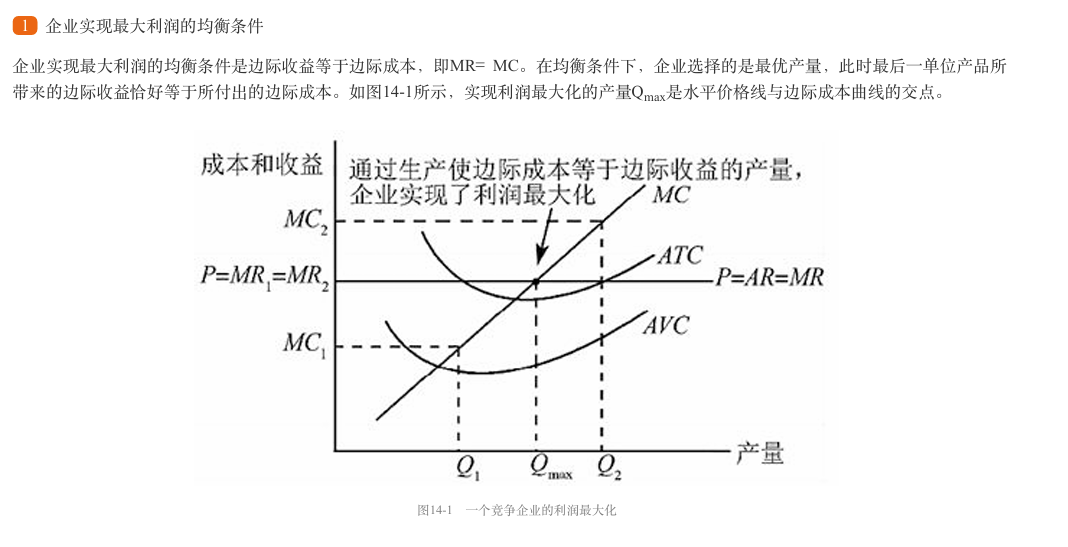 1 企业实现最大利润的均衡条件
企业实现最大利润的均衡条件是边际收益等于边际成本，即MR= MC。在均衡条件下，企业选择的是最优产量，此时最后一单位产品所
带来的边际收益恰好等于所付出的边际成本。如图14-1所示，实现利润最大化的产量Qmax是水平价格线与边际成本曲线的交点。
成本和收益
通过生产使边际成本等于边际收益的产量，
企业实现了利润最大化
MC
MC2
ATC
P=MR1=MR2
P=AR=MR
AVC
MC1
产量
Q1 Qmax Q2
图14-1 一个竞争企业的利润最大化